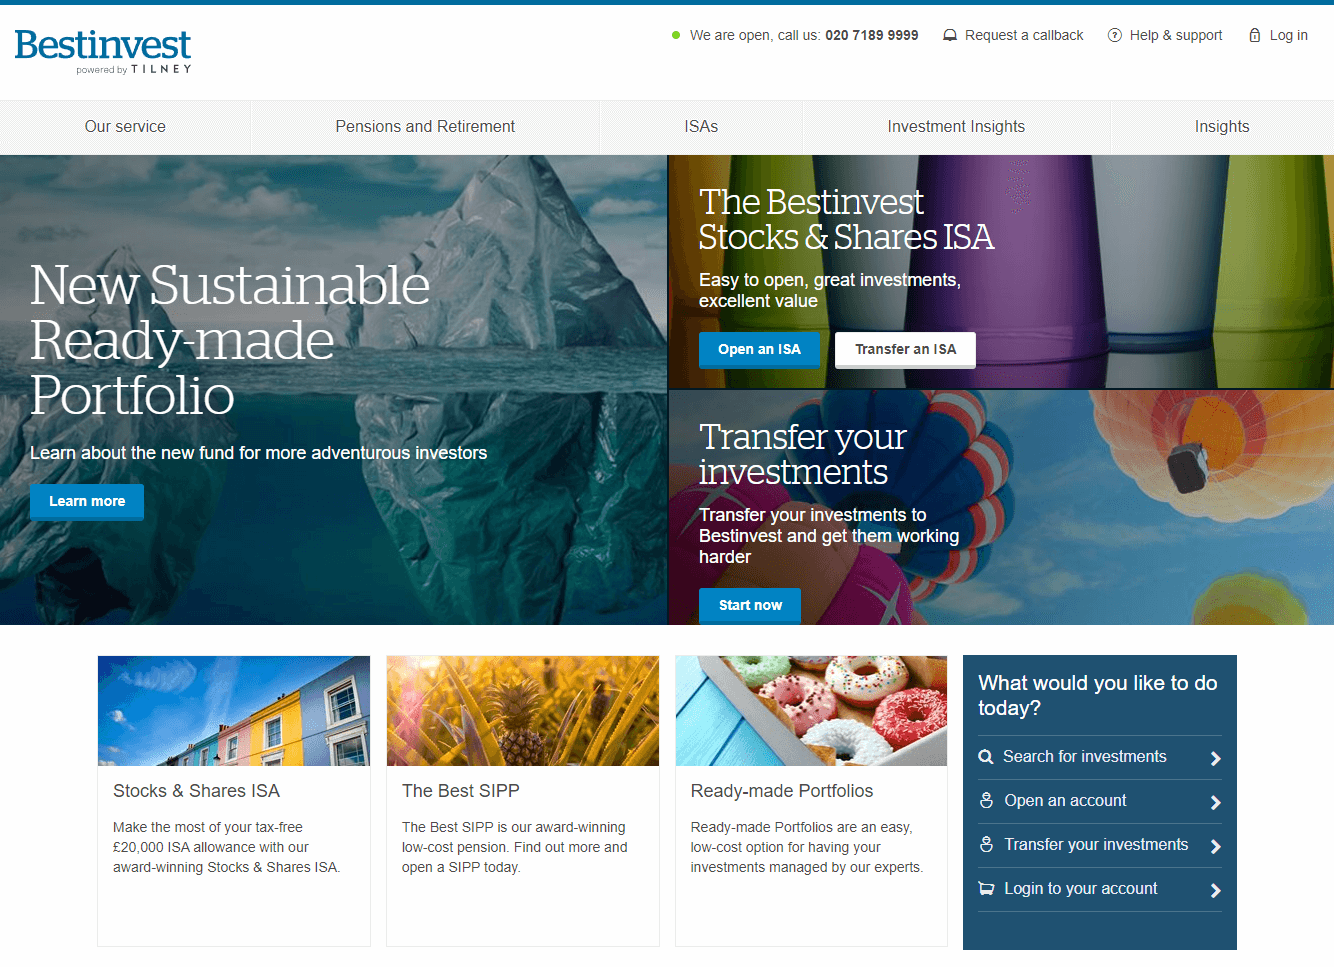 Bestinvest
powered by TILNEY
We are open, call us: 020 7189 9999
Request a callback
Help & support
Log in
Our service
Pensions and Retirement
ISAs
Investment Insights
Insights
New Sustainable
Ready-made
Portfolio
Learn about the new fund for more adventurous investors
Learn more
The Bestinvest
Stocks & Shares ISA
Easy to open, great investments,
excellent value
Open an ISA
Transfer an ISA
Transfer your
investments
Transfer your investments to
Bestinvest and get them working
harder
Start now
Stocks & Shares ISA
Make the most of your tax-free
£20,000 ISA allowance with our
award-winning Stocks & Shares ISA.
The Best SIPP
The Best SIPP is our award-winning
low-cost pension. Find out more and
open a SIPP today.
Ready-made Portfolios
Ready-made Portfolios are an easy,
low-cost option for having your
investments managed by our experts.
What would you like to do
today?
Search for investments
Open an account
Transfer your investments
Login to your account